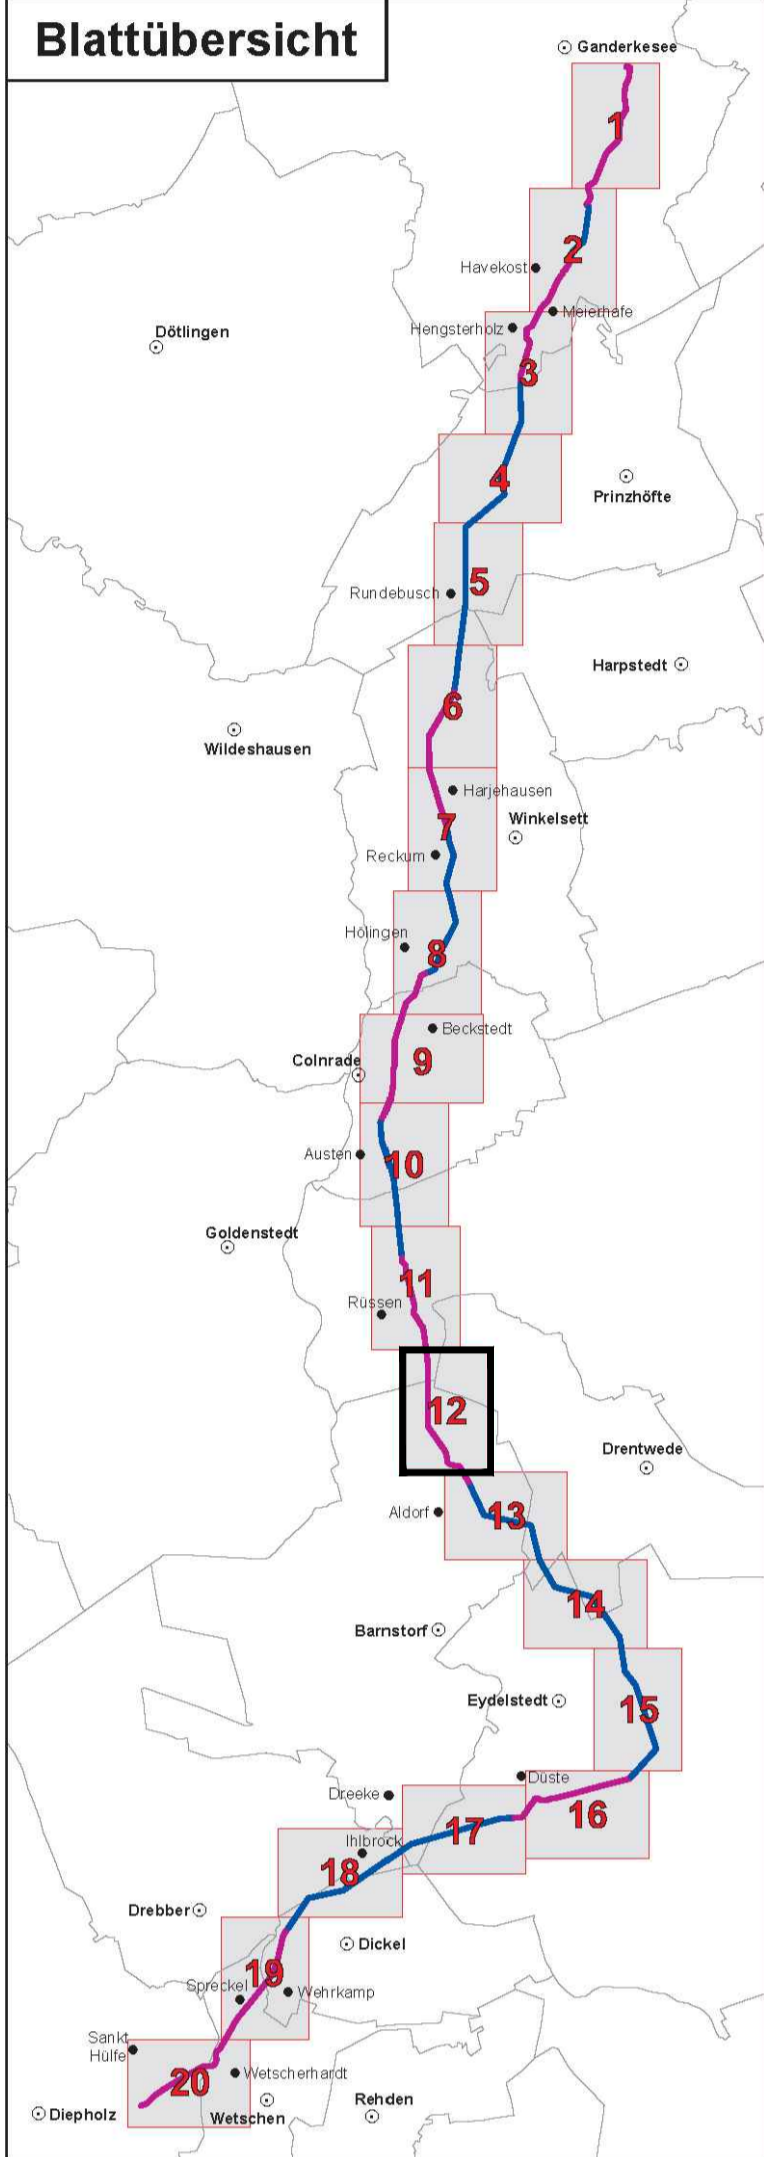 Blattübersicht
Ganderkesee
1
2
Havekost
Meierhafe
Hengsterholz
Dötlingen
3
4
Prinzhöfte
5
Rundebusch
Harpstedt
6
Wildeshausen
Harjehausen
Winkelsett
7
Reckum
Hölingen
8
Beckstedt
Colnrade
9
Austen
10
Goldenstedt
11
Rüssen
12
Drentwede
Aldorf
13
14
Barnstorf
Eydelstedt
15
Düste
Dreeke
16
17
Ihlbrock
18
Drebber
Dickel
19
Spreckel
Wehrkamp
Sankt
Hülfe
Wetscherhardt
20
Rehden
Diepholz
Wetschen